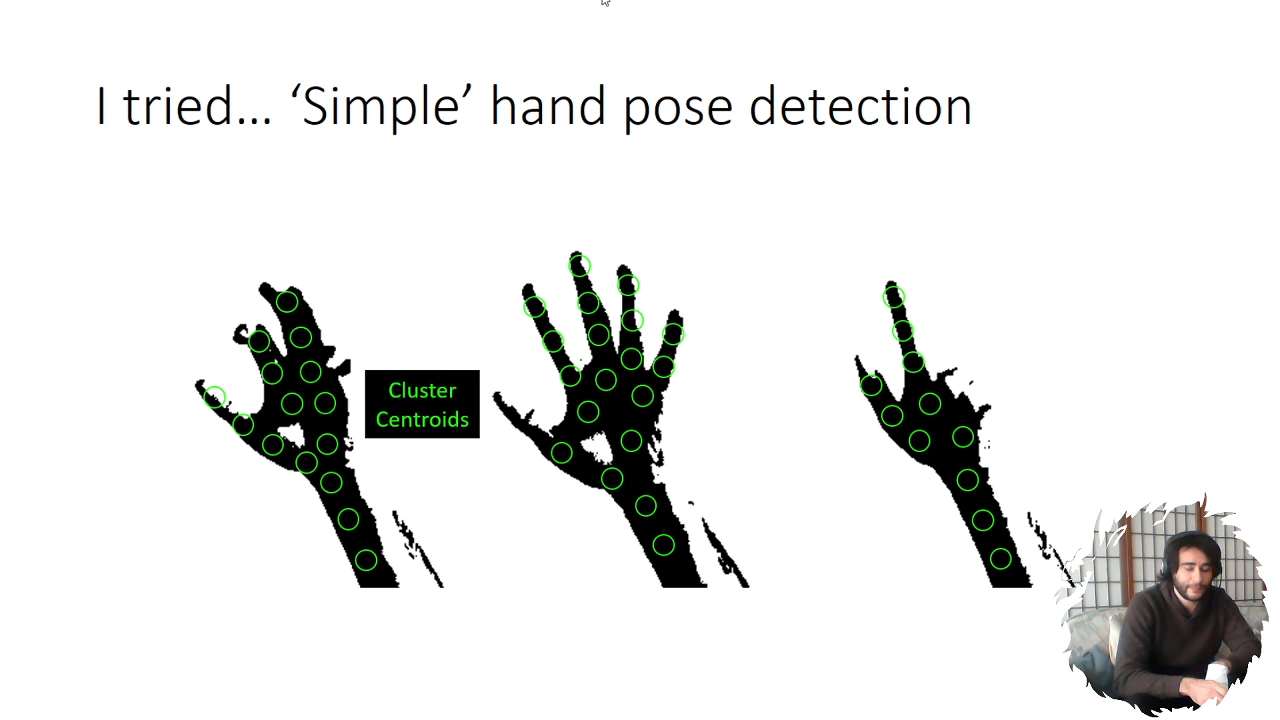 I tried... ‘Simple’ hand pose detection
Cluster
Centroids